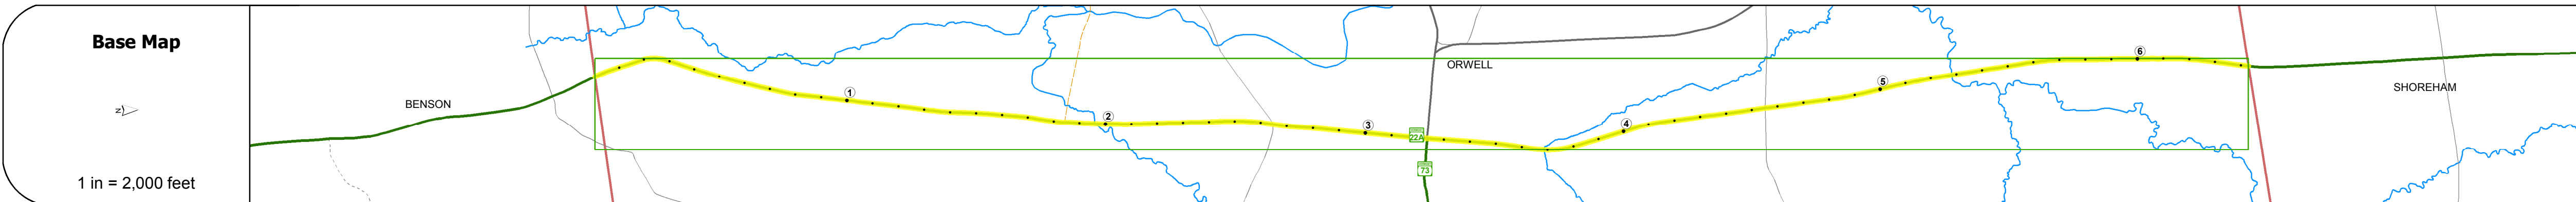 Base Map
N
1 in = 2,000 feet
BENSON
1
2
3
22A
73
ORWELL
4
5
6
SHOREHAM